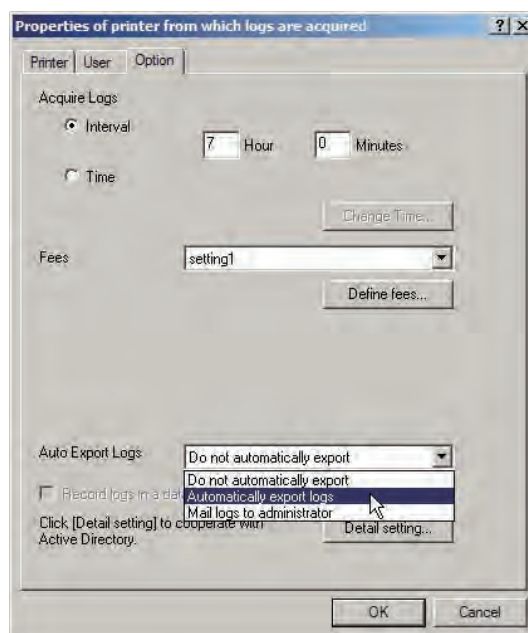 Properties of printer from which logs are acquired ? X
Printer User Option
Acquire Logs
Interval 7 Hour 0 Minutes
Time
Change Time...
Fees setting1
Define fees...
Auto Export Logs Do not automatically export
Do not automatically export
Record logs in a Automatically export logs
Mail logs to administrator
Click [Detail setting] to cooperate with Detail setting...
Active Directory.
OK Cancel